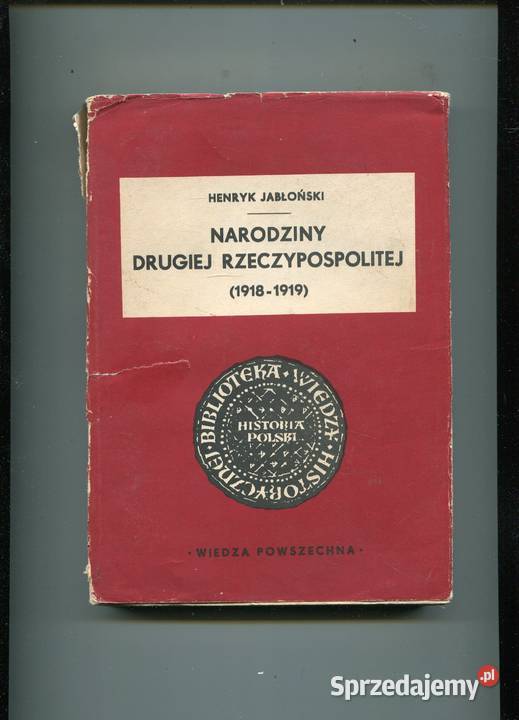 HENRYK JABŁOŃSKI
NARODZINY
DRUGIEJ RZECZYPOSPOLITEJ
(1918-1919)
BIBLIOTEKA • WIEDZY • HISTORYCZNEJ •
HISTORIA
POLSKI
• WIEDZA POWSZECHNA •
Sprzedajemy.pl